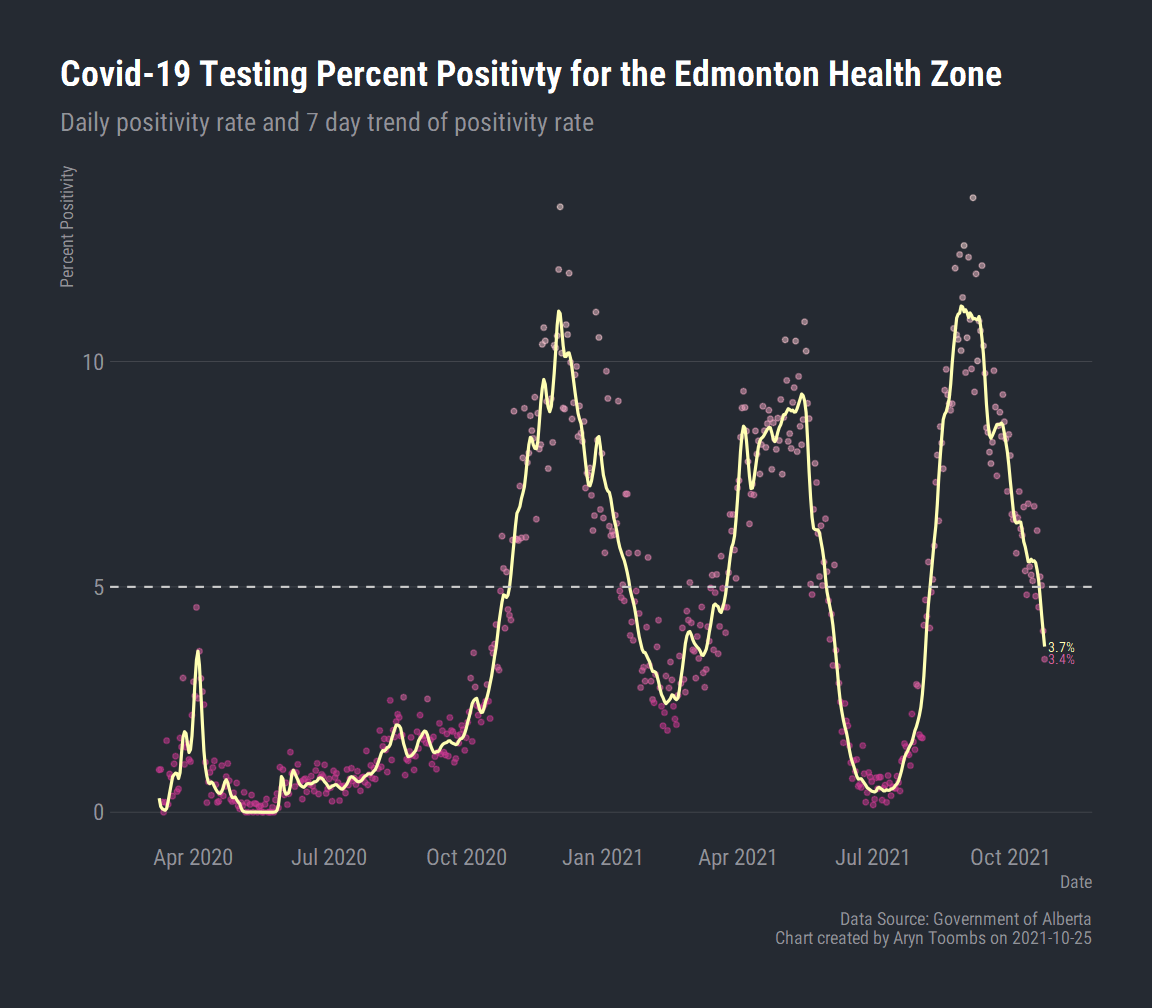 Covid-19 Testing Percent Positivty for the Edmonton Health Zone
Daily positivity rate and 7 day trend of positivity rate
Percent Positivity
10
5
0
3.7%
3.4%
Apr 2020 Jul 2020 Oct 2020 Jan 2021 Apr 2021 Jul 2021 Oct 2021
Date
Data Source: Government of Alberta
Chart created by Aryn Toombs on 2021-10-25